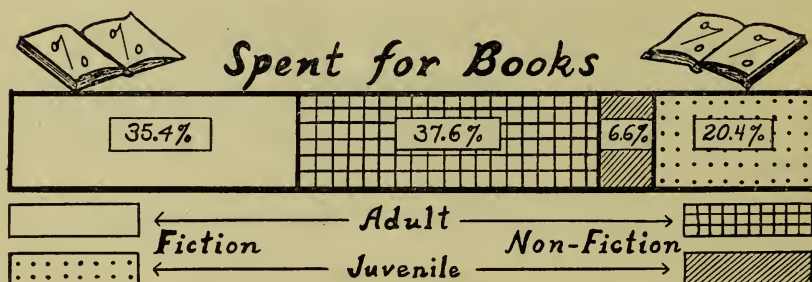 % % % %
Spent for Books
35.4% 37.6% 6.6% 20.4%
Adult
Fiction Non-Fiction
Juvenile